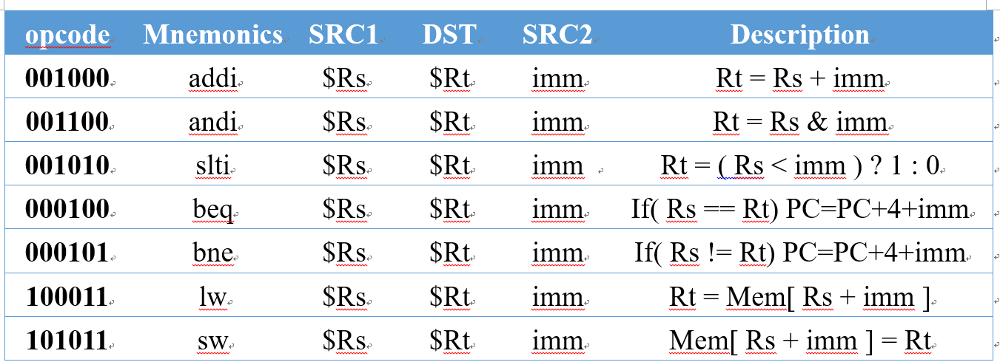 opcode Mnemonics SRC1 DST SRC2 Description
001000 addi $Rs $Rt imm Rt = Rs + imm
001100 andi $Rs $Rt imm Rt = Rs & imm
001010 slti $Rs $Rt imm Rt = ( Rs < imm ) ? 1 : 0
000100 beq $Rs $Rt imm If( Rs == Rt) PC=PC+4+imm
000101 bne $Rs $Rt imm If( Rs != Rt) PC=PC+4+imm
100011 lw $Rs $Rt imm Rt = Mem[ Rs + imm ]
101011 sw $Rs $Rt imm Mem[ Rs + imm ] = Rt